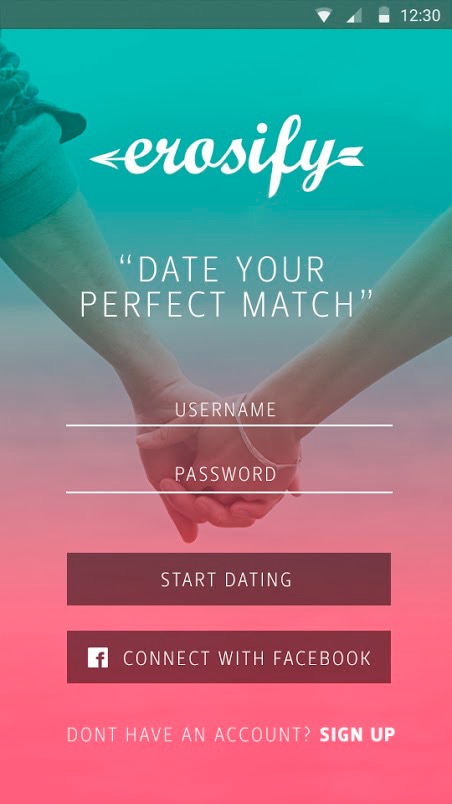 12:30
erosify
“DATE YOUR
PERFECT MATCH”
USERNAME
PASSWORD
START DATING
CONNECT WITH FACEBOOK
DONT HAVE AN ACCOUNT? SIGN UP